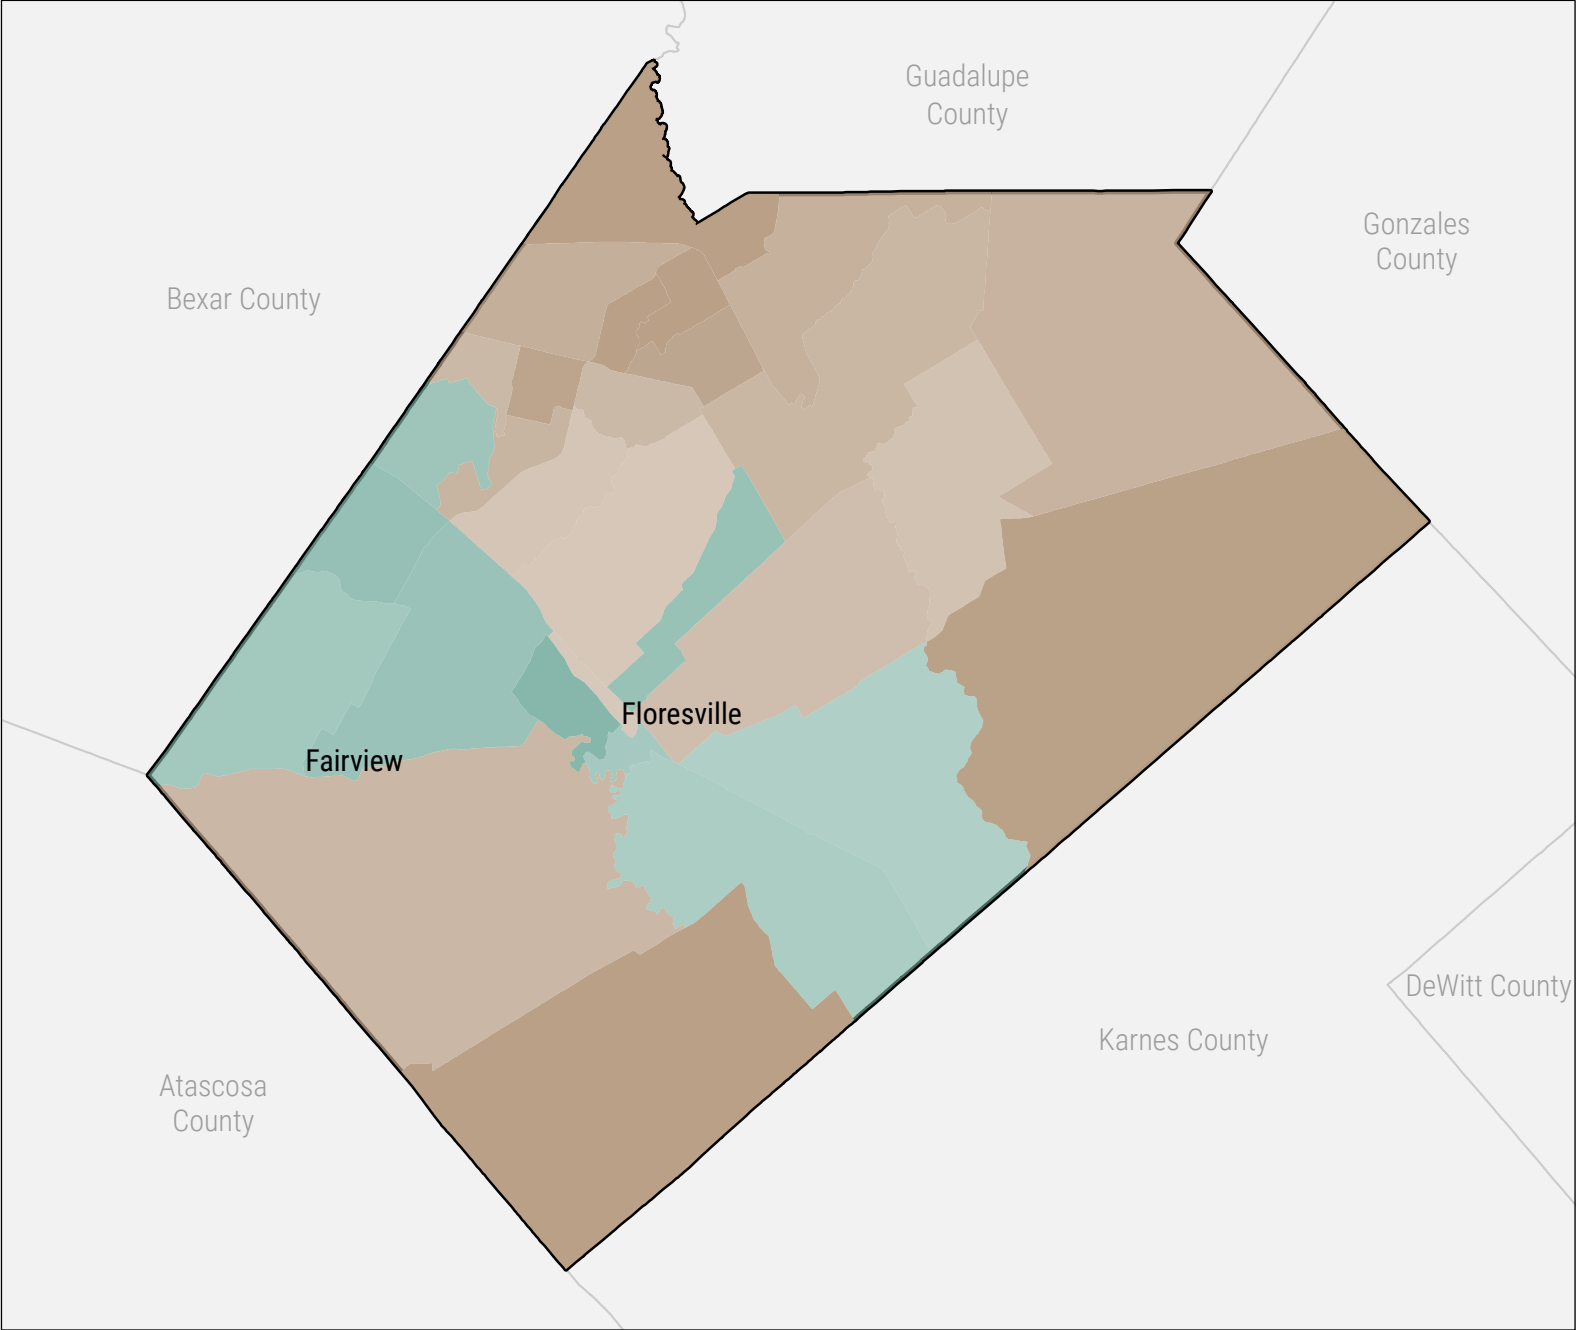 Guadalupe
County
Gonzales
County
Bexar County
Floresville
Fairview
DeWitt County
Karnes County
Atascosa
County